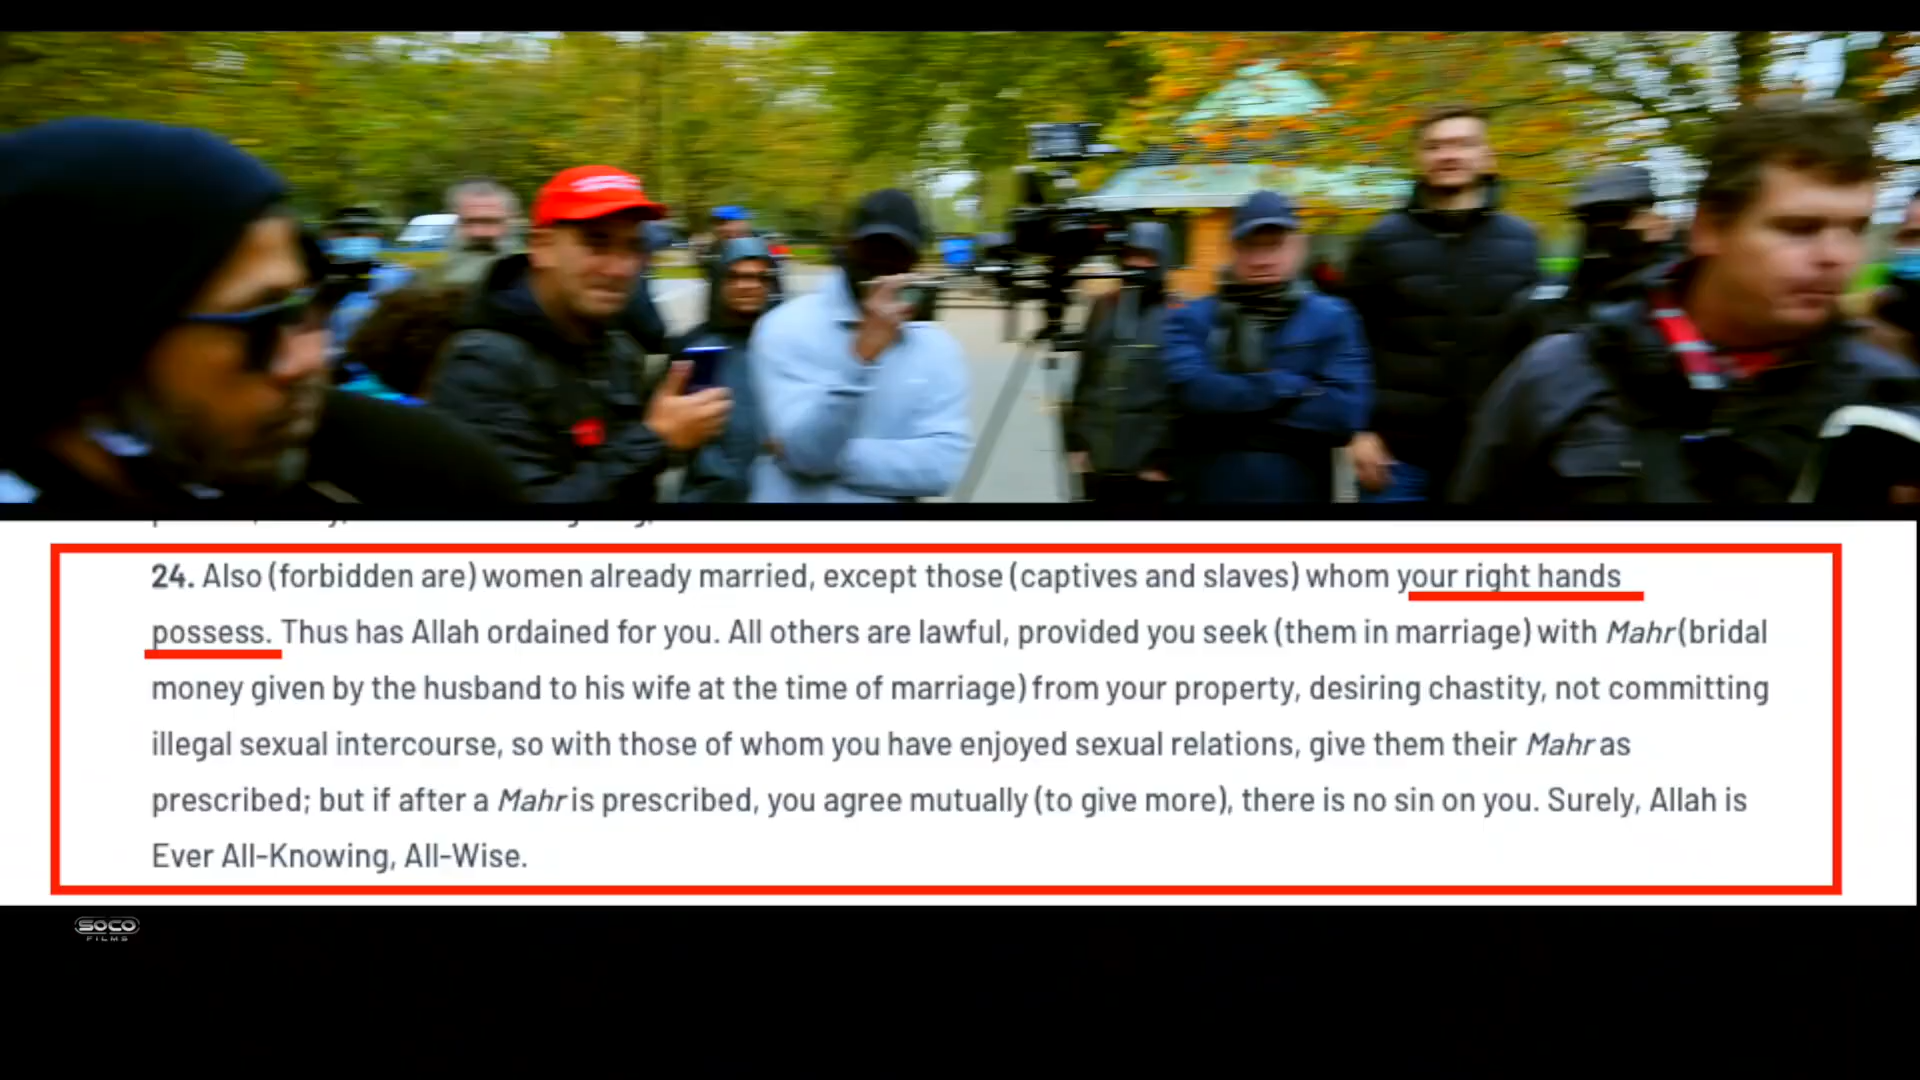 24. Also (forbidden are) women already married, except those (captives and slaves) whom your right hands
possess. Thus has Allah ordained for you. All others are lawful, provided you seek (them in marriage) with Mahr (bridal
money given by the husband to his wife at the time of marriage) from your property, desiring chastity, not committing
illegal sexual intercourse, so with those of whom you have enjoyed sexual relations, give them their Mahr as
prescribed; but if after a Mahr is prescribed, you agree mutually (to give more), there is no sin on you. Surely, Allah is
Ever All-Knowing, All-Wise.
SOCO
FILMS